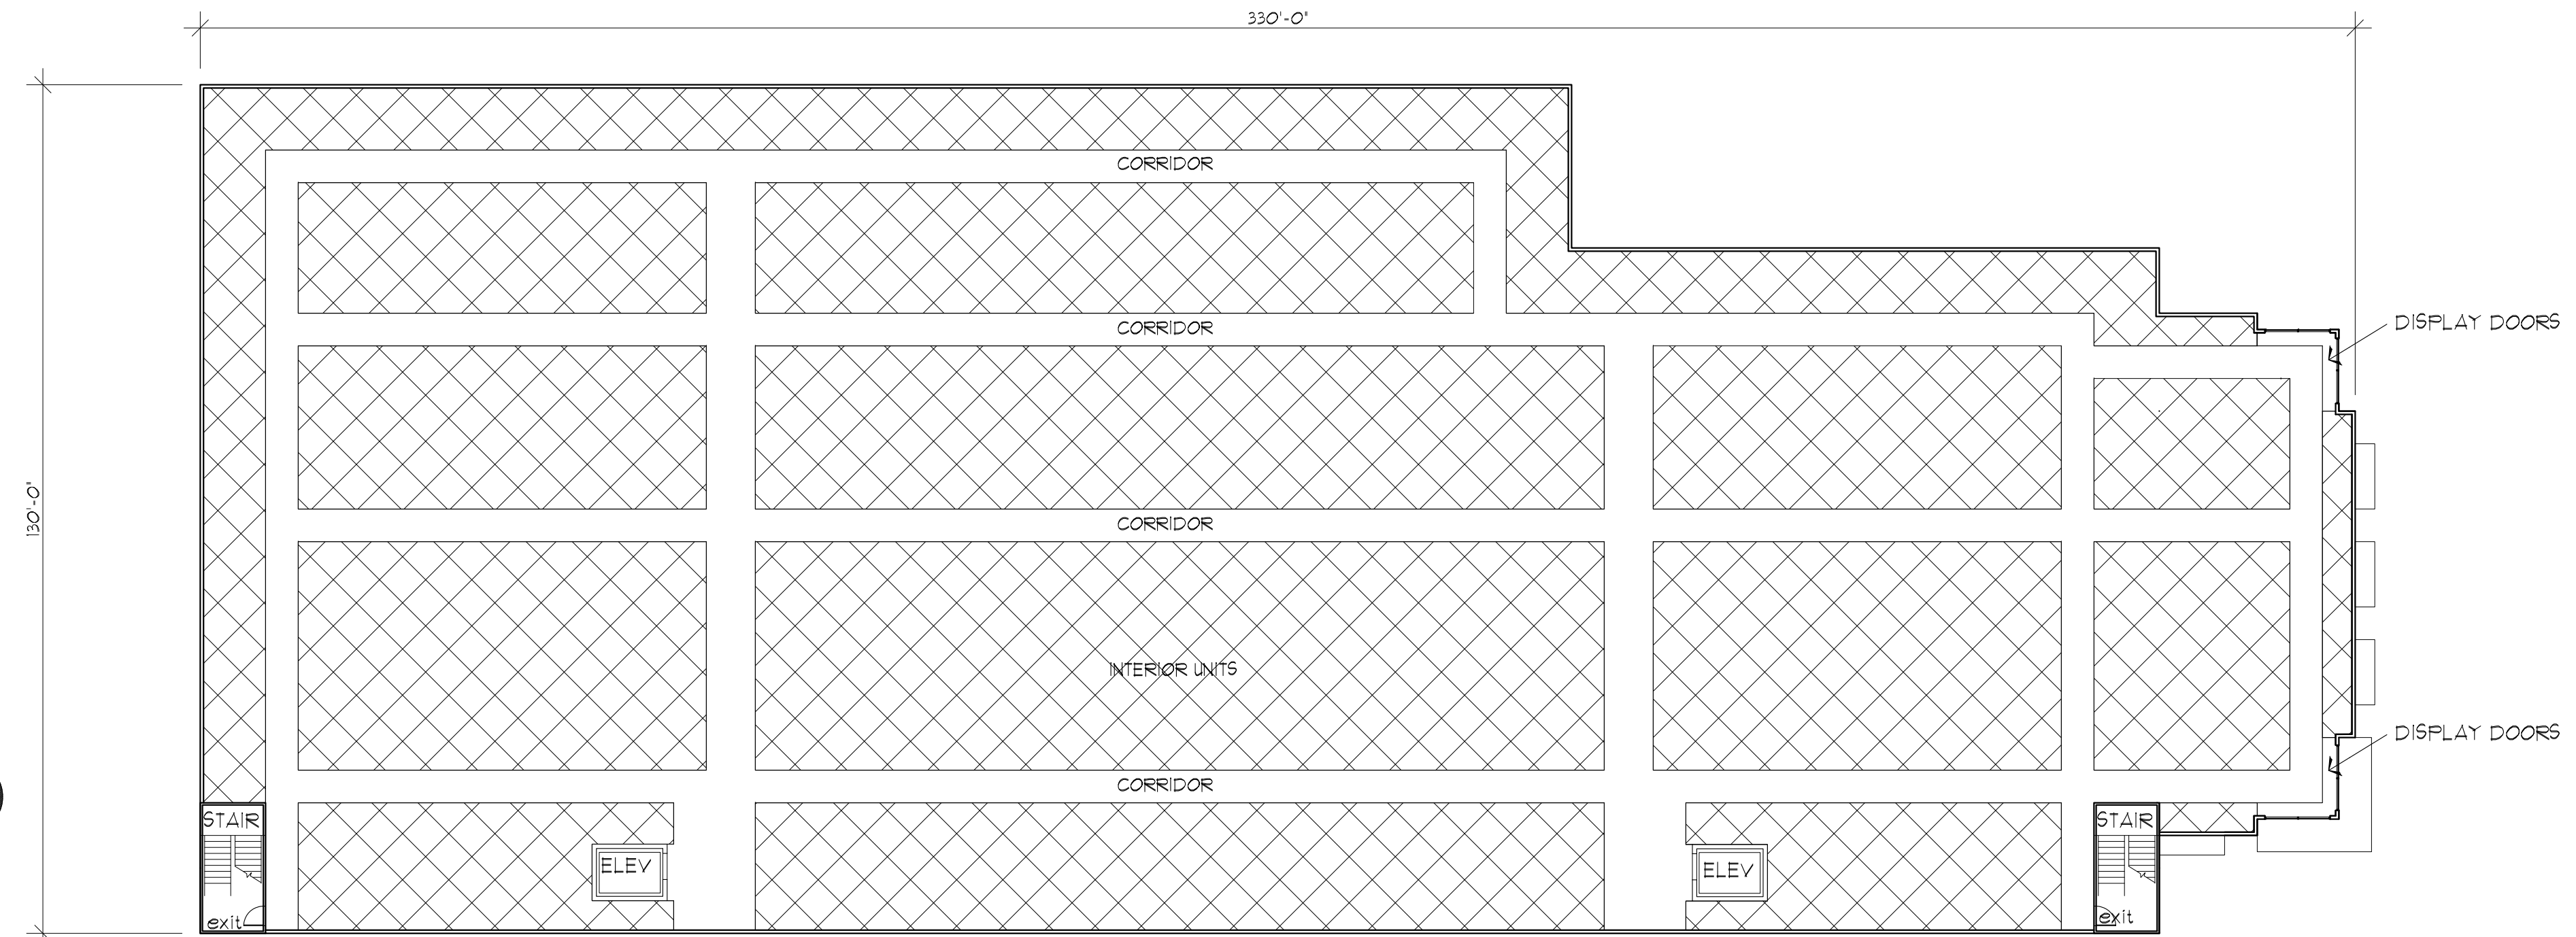 330'-0"
CORRIDOR
DISPLAY DOORS
CORRIDOR
130'-0"
CORRIDOR
INTERIOR UNITS
DISPLAY DOORS
CORRIDOR
STAIR
STAIR
ELEV
ELEV
exit
exit